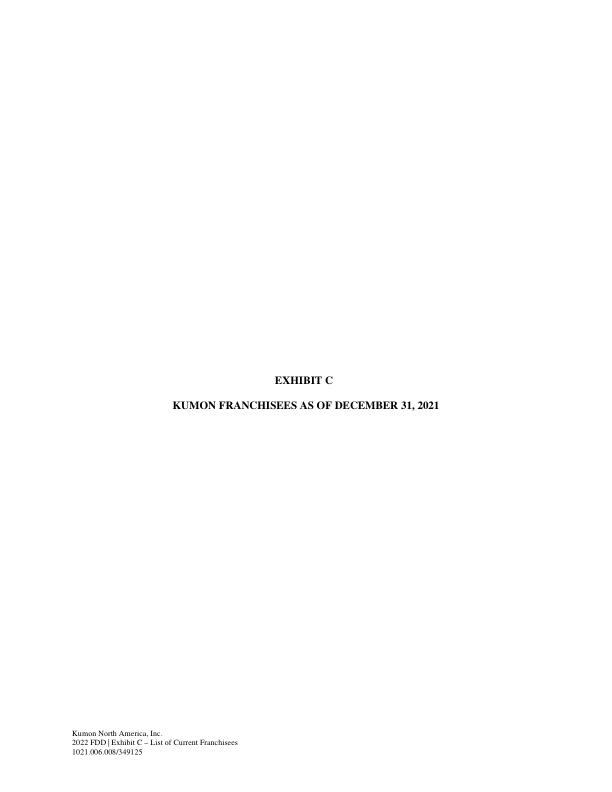 EXHIBIT C
KUMON FRANCHISEES AS OF DECEMBER 31, 2021
Kumon North America, Inc.
2022 FDD | Exhibit C – List of Current Franchisees
1021.006.008/349125